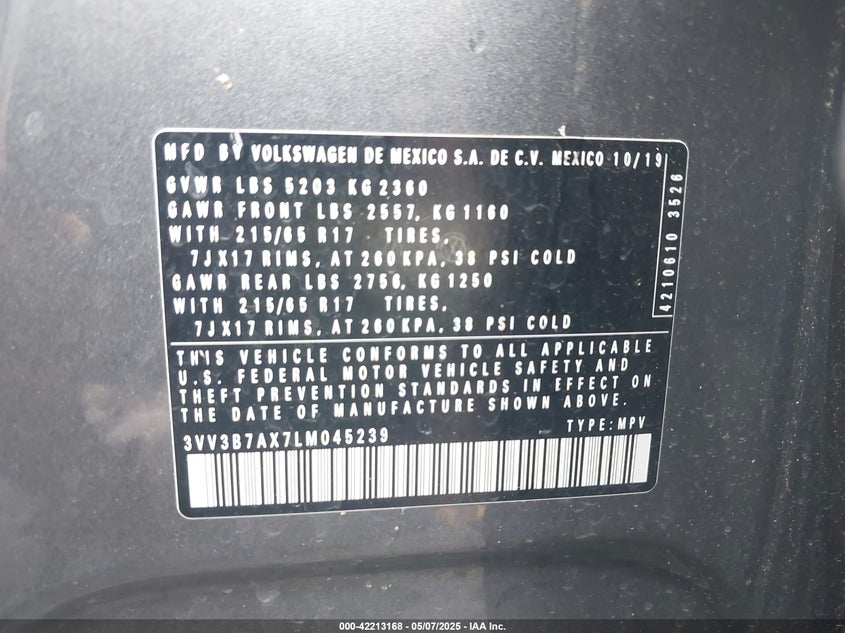 MFD BY VOLKSWAGEN DE MEXICO S.A. DE C.V. MEXICO 10/19
GVWR LBS 5203 KG 2360
GAWR FRONT LBS 2557, KG 1160
WITH 215/65 R17 TIRES,
7JX17 RIMS, AT 260 KPA, 38 PSI COLD
GAWR REAR LBS 2756, KG 1250
WITH 215/65 R17 TIRES,
7JX17 RIMS, AT 260 KPA, 38 PSI COLD
4210610 3526
THIS VEHICLE CONFORMS TO ALL APPLICABLE
U.S. FEDERAL MOTOR VEHICLE SAFETY AND
THEFT PREVENTION STANDARDS IN EFFECT ON
THE DATE OF MANUFACTURE SHOWN ABOVE.
3VV3B7AX7LM045239 TYPE: MPV
000-42213168 - 05/07/2025 - IAA Inc.